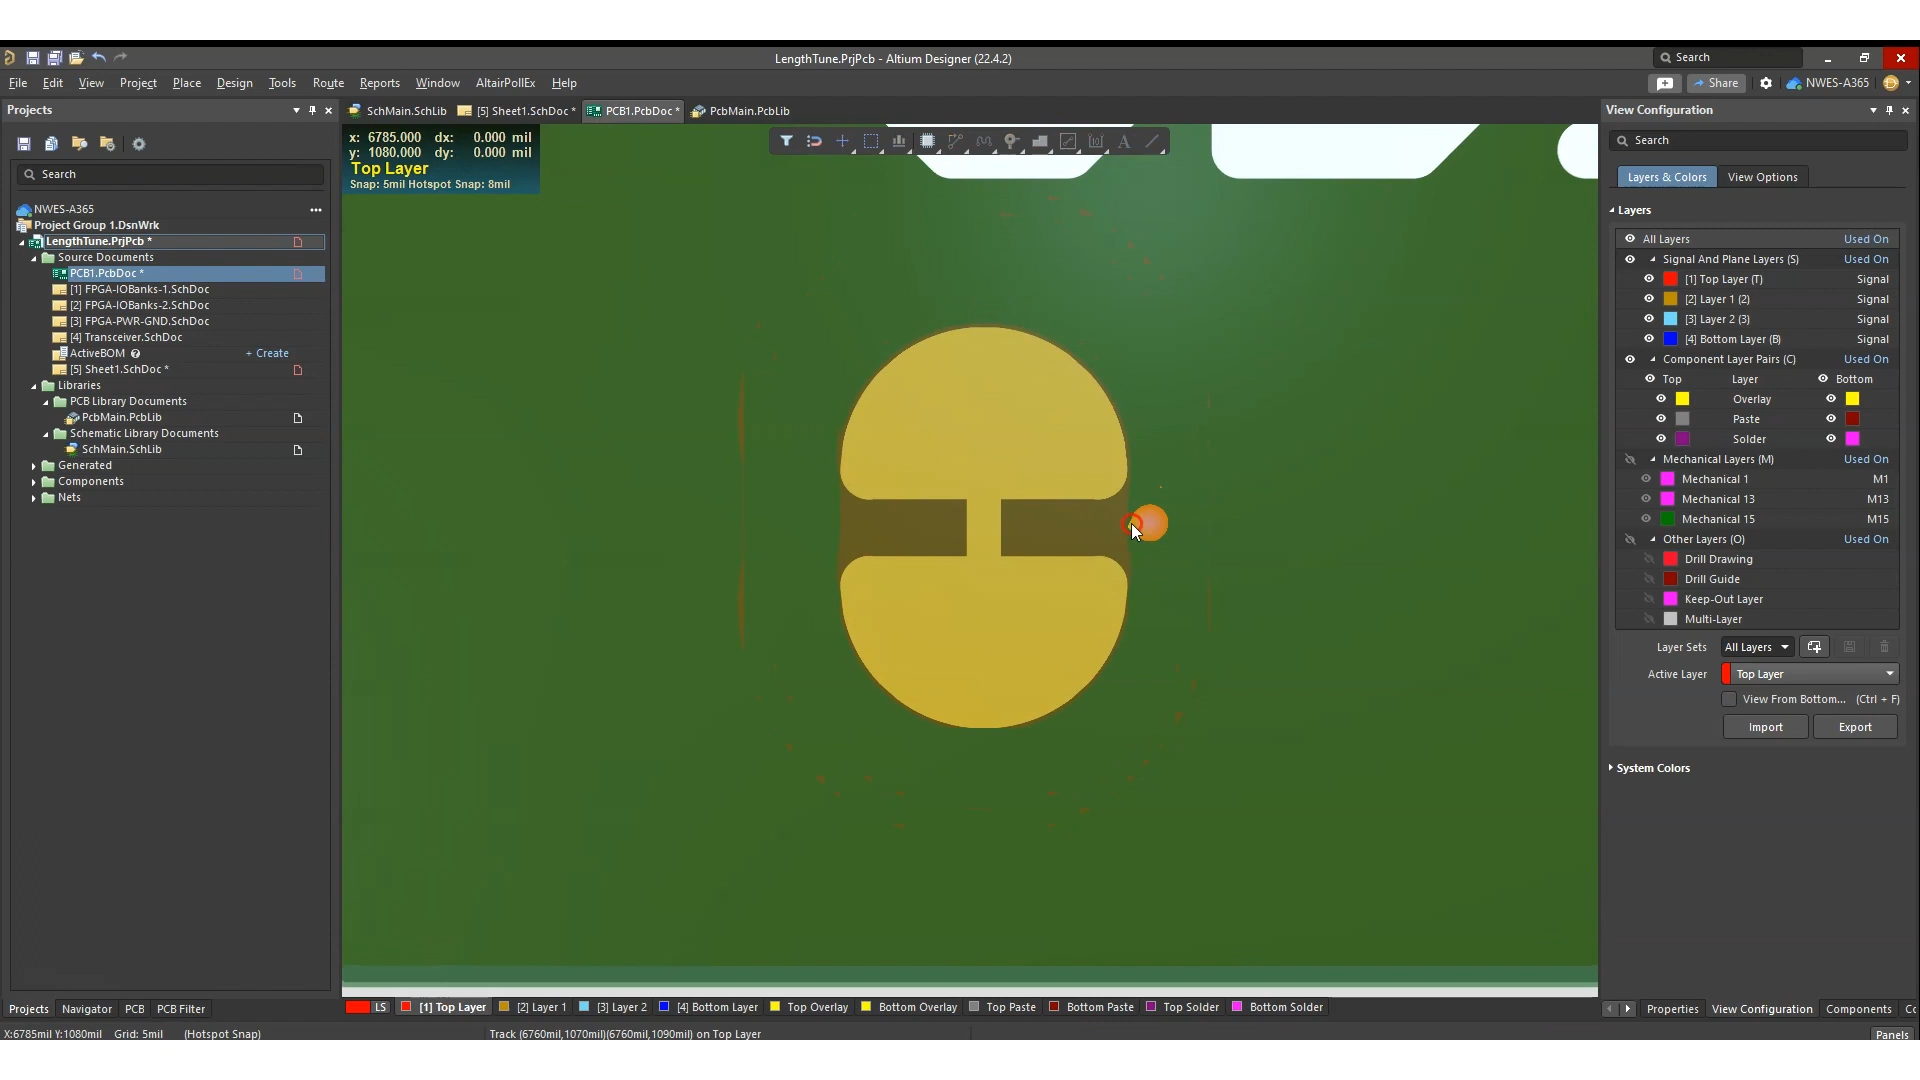 LengthTune.PrjPcb - Altium Designer (22.4.2)
Search
File Edit View Project Place Design Tools Route Reports Window AltairPollEx Help
Share NWES-A365
Projects
SchMain.SchLib [5] Sheet1.SchDoc * PCB1.PcbDoc * PcbMain.PcbLib
View Configuration
x: 6785.000 dx: 0.000 mil
y: 1080.000 dy: 0.000 mil
Top Layer
Snap: 5mil Hotspot Snap: 8mil
Search
NWES-A365
Project Group 1.DsnWrk
LengthTune.PrjPcb *
Source Documents
PCB1.PcbDoc *
[1] FPGA-IOBanks-1.SchDoc
[2] FPGA-IOBanks-2.SchDoc
[3] FPGA-PWR-GND.SchDoc
[4] Transceiver.SchDoc
ActiveBOM + Create
[5] Sheet1.SchDoc *
Libraries
PCB Library Documents
PcbMain.PcbLib
Schematic Library Documents
SchMain.SchLib
Generated
Components
Nets
Search
Layers & Colors View Options
Layers
All Layers Used On
Signal And Plane Layers (S) Used On
[1] Top Layer (T) Signal
[2] Layer 1 (2) Signal
[3] Layer 2 (3) Signal
[4] Bottom Layer (B) Signal
Component Layer Pairs (C) Used On
Top Layer Bottom
Overlay
Paste
Solder
Mechanical Layers (M) Used On
Mechanical 1 M1
Mechanical 13 M13
Mechanical 15 M15
Other Layers (O) Used On
Drill Drawing
Drill Guide
Keep-Out Layer
Multi-Layer
Layer Sets All Layers
Active Layer Top Layer
View From Bottom... (Ctrl + F)
Import Export
System Colors
Projects Navigator PCB PCB Filter
LS [1] Top Layer [2] Layer 1 [3] Layer 2 [4] Bottom Layer Top Overlay Bottom Overlay Top Paste Bottom Paste Top Solder Bottom Solder
Properties View Configuration Components Cc
X:6785mil Y:1080mil Grid: 5mil (Hotspot Snap) Track (6760mil,1070mil)(6760mil,1090mil) on Top Layer
Panels